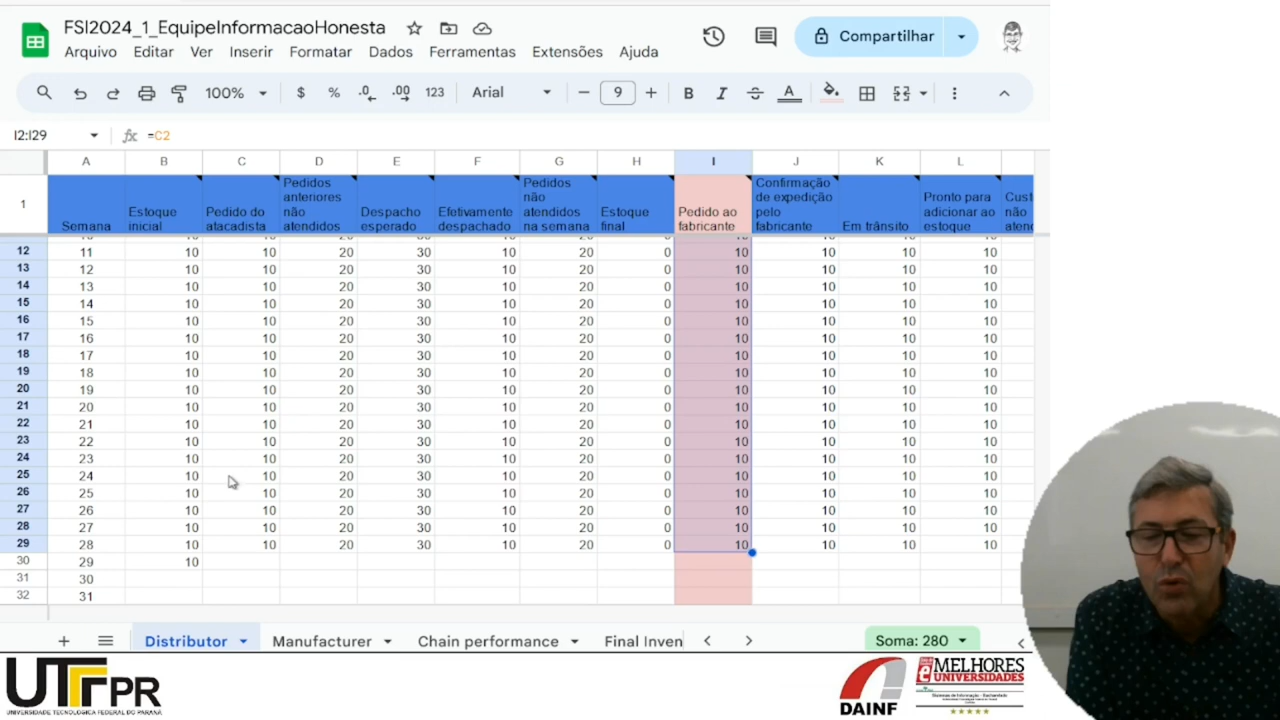 FSI2024_1_EquipeInformacaoHonesta
Arquivo Editar Ver Inserir Formatar Dados Ferramentas Extensões Ajuda
Compartilhar
100% $ % .0 .00 123 Arial 9 B I A
I2:I29 fx =C2
A B C D E F G H I J K L
1 Semana Estoque inicial Pedido do atacadista Pedidos anteriores não atendidos Despacho esperado Efetivamente despachado Pedidos não atendidos na semana Estoque final Pedido ao fabricante Confirmação de expedição pelo fabricante Em trânsito Pronto para adicionar ao estoque
12 11 10 10 20 30 10 20 0 10 10 10 10
13 12 10 10 20 30 10 20 0 10 10 10 10
14 13 10 10 20 30 10 20 0 10 10 10 10
15 14 10 10 20 30 10 20 0 10 10 10 10
16 15 10 10 20 30 10 20 0 10 10 10 10
17 16 10 10 20 30 10 20 0 10 10 10 10
18 17 10 10 20 30 10 20 0 10 10 10 10
19 18 10 10 20 30 10 20 0 10 10 10 10
20 19 10 10 20 30 10 20 0 10 10 10 10
21 20 10 10 20 30 10 20 0 10 10 10 10
22 21 10 10 20 30 10 20 0 10 10 10 10
23 22 10 10 20 30 10 20 0 10 10 10 10
24 23 10 10 20 30 10 20 0 10 10 10 10
25 24 10 10 20 30 10 20 0 10 10 10 10
26 25 10 10 20 30 10 20 0 10 10 10 10
27 26 10 10 20 30 10 20 0 10 10 10 10
28 27 10 10 20 30 10 20 0 10 10 10 10
29 28 10 10 20 30 10 20 0 10 10 10 10
30 29 10
31 30
32 31
Distributor Manufacturer Chain performance Final Inven Soma: 280
UTFPR
UNIVERSIDADE TECNOLÓGICA FEDERAL DO PARANÁ
DAINF
MELHORES
UNIVERSIDADES